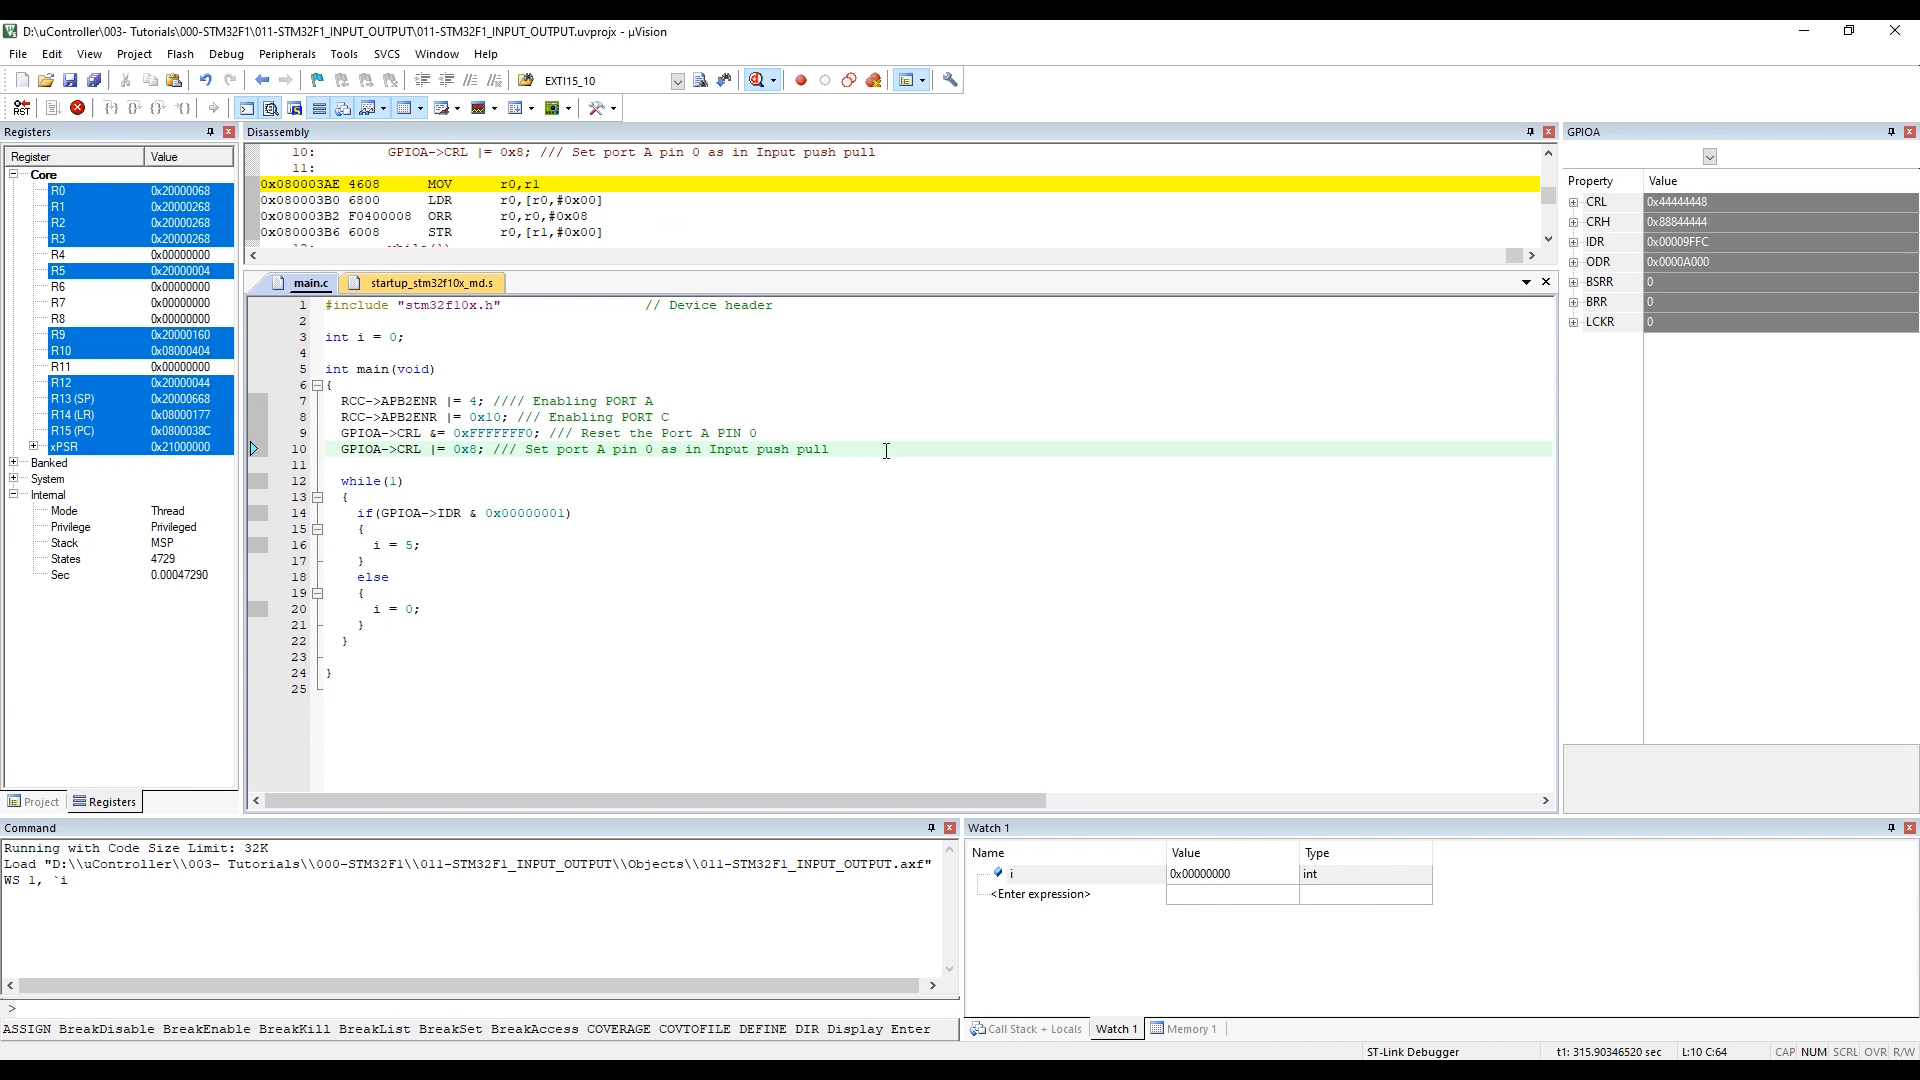 D:\uController\003- Tutorials\000-STM32F1\011-STM32F1_INPUT_OUTPUT\011-STM32F1_INPUT_OUTPUT.uvprojx - µVision
File Edit View Project Flash Debug Peripherals Tools SVCS Window Help
EXTI15_10
RST
Registers
Register Value
Core
R0 0x20000068
R1 0x20000268
R2 0x20000268
R3 0x20000268
R4 0x00000000
R5 0x20000004
R6 0x00000000
R7 0x00000000
R8 0x00000000
R9 0x20000160
R10 0x08000404
R11 0x00000000
R12 0x20000044
R13 (SP) 0x20000668
R14 (LR) 0x08000177
R15 (PC) 0x0800038C
xPSR 0x21000000
Banked
System
Internal
Mode Thread
Privilege Privileged
Stack MSP
States 4729
Sec 0.00047290
Project Registers
Disassembly
10: GPIOA->CRL |= 0x8; /// Set port A pin 0 as in Input push pull
11:
0x080003AE 4608 MOV r0,r1
0x080003B0 6800 LDR r0,[r0,#0x00]
0x080003B2 F0400008 ORR r0,r0,#0x08
0x080003B6 6008 STR r0,[r1,#0x00]
12: while(1)
main.c startup_stm32f10x_md.s
1 #include "stm32f10x.h" // Device header
2
3 int i = 0;
4
5 int main(void)
6 {
7 RCC->APB2ENR |= 4; //// Enabling PORT A
8 RCC->APB2ENR |= 0x10; /// Enabling PORT C
9 GPIOA->CRL &= 0xFFFFFFF0; /// Reset the Port A PIN 0
10 GPIOA->CRL |= 0x8; /// Set port A pin 0 as in Input push pull
11
12 while(1)
13 {
14 if(GPIOA->IDR & 0x00000001)
15 {
16 i = 5;
17 }
18 else
19 {
20 i = 0;
21 }
22 }
23
24 }
25
GPIOA
Property Value
CRL 0x44444448
CRH 0x88844444
IDR 0x00009FFC
ODR 0x0000A000
BSRR 0
BRR 0
LCKR 0
Command
Running with Code Size Limit: 32K
Load "D:\\uController\\003- Tutorials\\000-STM32F1\\011-STM32F1_INPUT_OUTPUT\\Objects\\011-STM32F1_INPUT_OUTPUT.axf"
WS 1, `i
>
ASSIGN BreakDisable BreakEnable BreakKill BreakList BreakSet BreakAccess COVERAGE COVTOFILE DEFINE DIR Display Enter
Watch 1
Name Value Type
i 0x00000000 int
<Enter expression>
Call Stack + Locals Watch 1 Memory 1
ST-Link Debugger t1: 315.90346520 sec L:10 C:64 CAP NUM SCRL OVR R/W